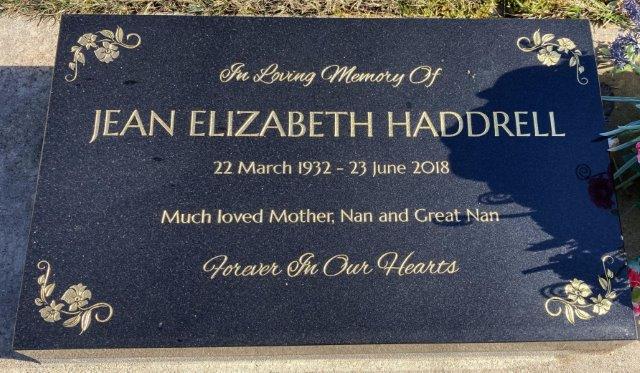 In Loving Memory Of
JEAN ELIZABETH HADDRELL
22 March 1932 - 23 June 2018
Much loved Mother, Nan and Great Nan
Forever In Our Hearts